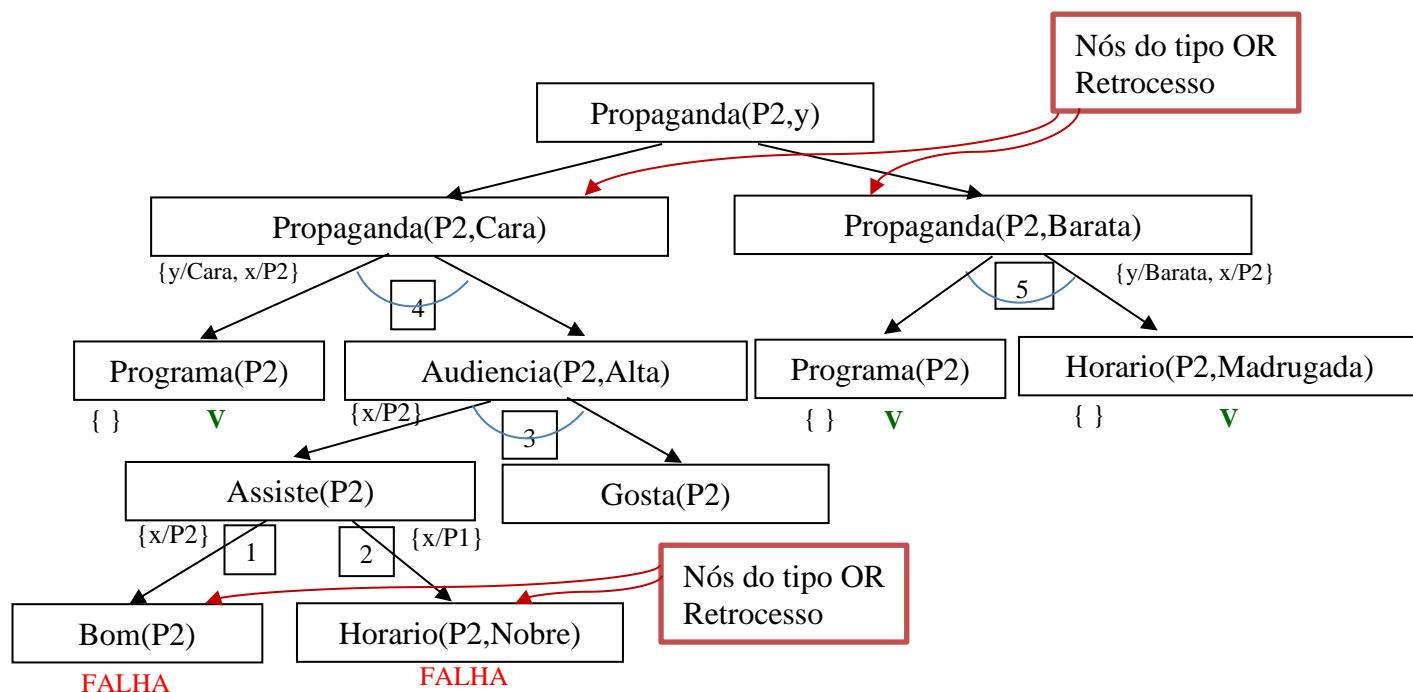 Nós do tipo OR
Retrocesso
Propaganda(P2,y)
Propaganda(P2,Cara)
Propaganda(P2,Barata)
{y/Cara, x/P2}
4
5
{y/Barata, x/P2}
Programa(P2)
Audiencia(P2,Alta)
Programa(P2)
Horario(P2,Madrugada)
{ } V
{x/P2}
3
{ } V
{ } V
Assiste(P2)
Gosta(P2)
{x/P2}
1
2
{x/P1}
Nós do tipo OR
Retrocesso
Bom(P2)
Horario(P2,Nobre)
FALHA
FALHA